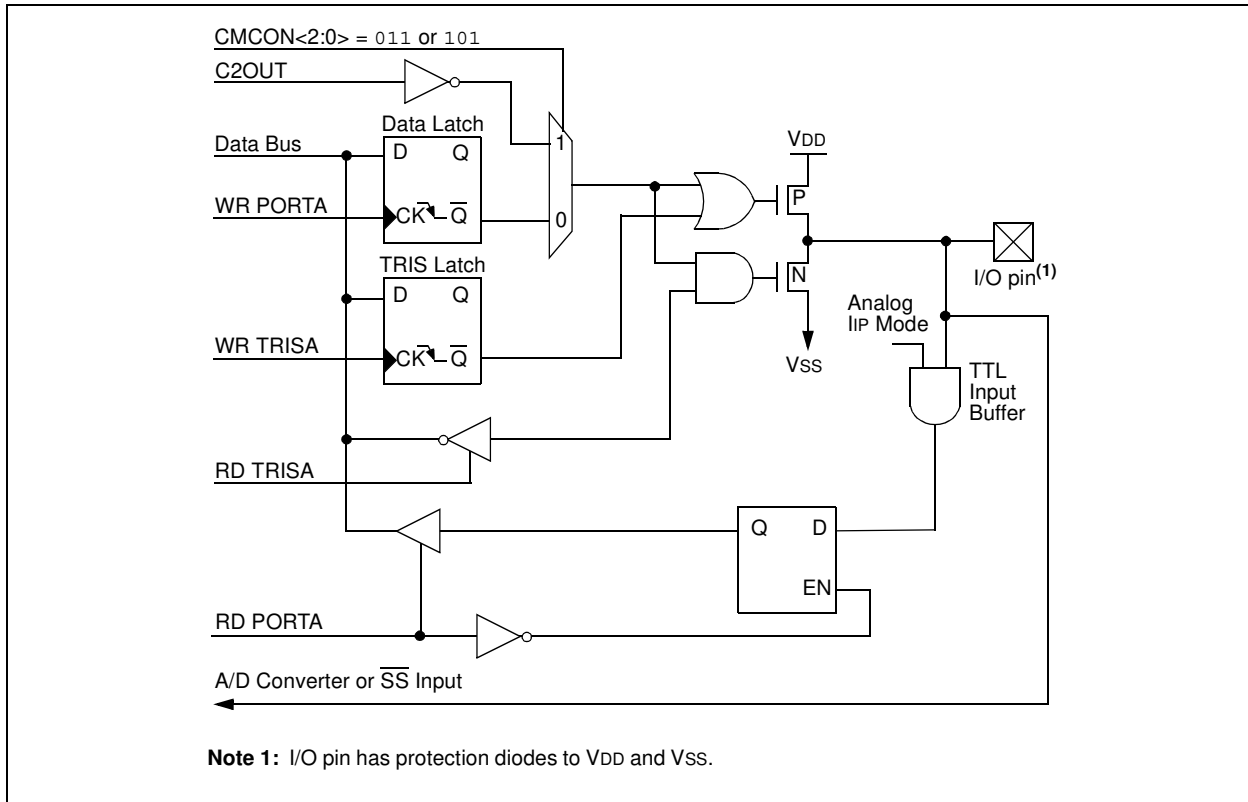 CMCON<2:0> = 011 or 101
C2OUT
Data Latch
Data Bus
D Q
1
VDD
WR PORTA
CK Q̅
0
P
TRIS Latch
D Q
N
I/O pin(1)
Analog
IIP Mode
WR TRISA
CK Q̅
VSS
TTL
Input
Buffer
RD TRISA
Q D
EN
RD PORTA
A/D Converter or S̅S̅ Input
Note 1: I/O pin has protection diodes to VDD and VSS.